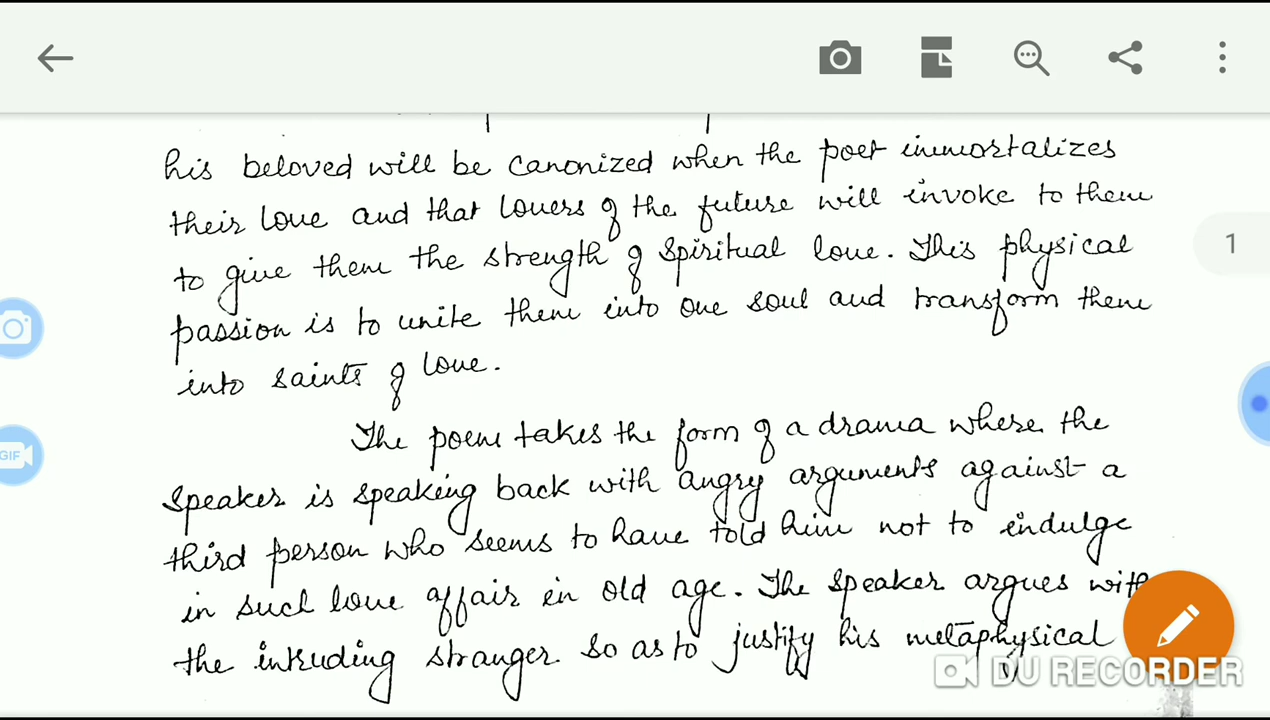 his beloved will be canonized when the poet immortalizes
1
their love and that lovers of the future will invoke to them
to give them the strength of spiritual love. This physical
passion is to unite them into one soul and transform them
into saints of love.
The poem takes the form of a drama where the
speaker is speaking back with angry arguments against a
GIF
third person who seems to have told him not to indulge
in such love affair in old age. The speaker argues with
the intruding stranger so as to justify his metaphysical
DU RECORDER